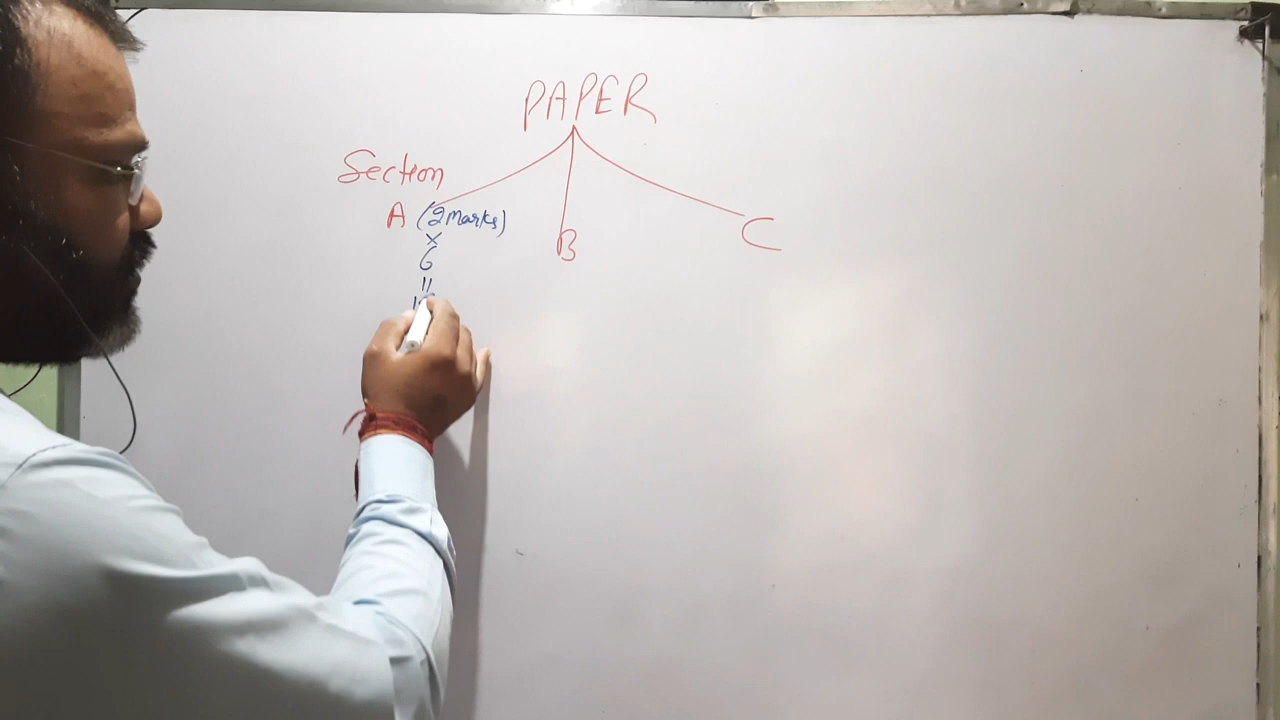 PAPER
Section
A (2 Marks) B C
×
6
=